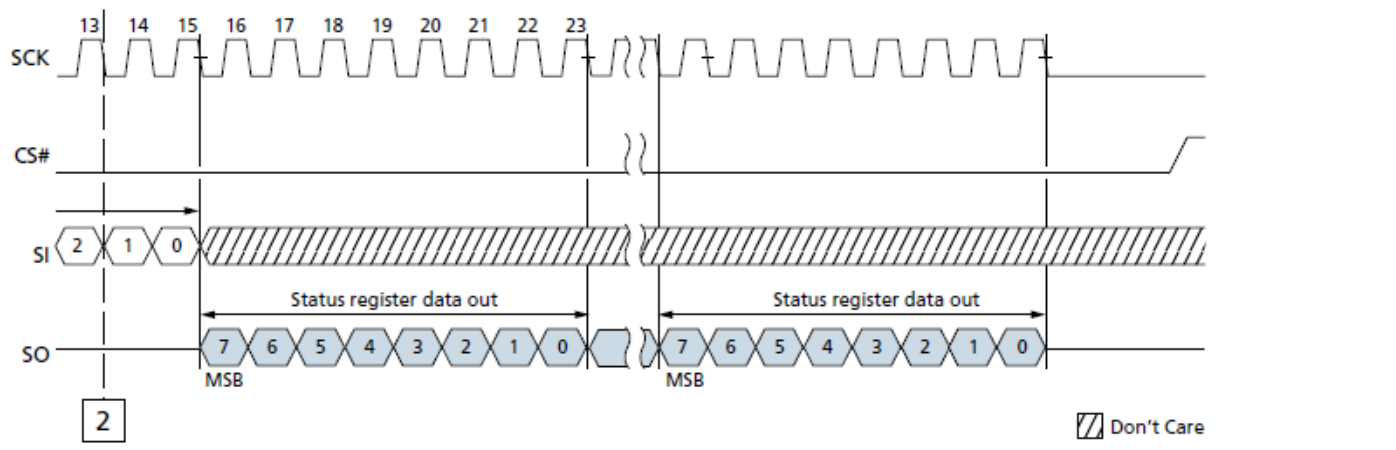 13 14 15 16 17 18 19 20 21 22 23
SCK
CS#
SI 2 1 0
Status register data out Status register data out
SO 7 6 5 4 3 2 1 0 7 6 5 4 3 2 1 0
MSB MSB
2
Don't Care